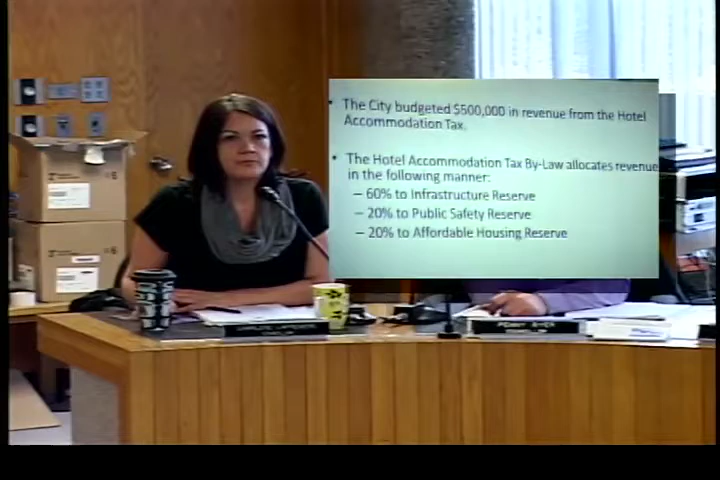 • The City budgeted $500,000 in revenue from the Hotel
Accommodation Tax.
• The Hotel Accommodation Tax By-Law allocates revenue
in the following manner:
– 60% to Infrastructure Reserve
– 20% to Public Safety Reserve
– 20% to Affordable Housing Reserve